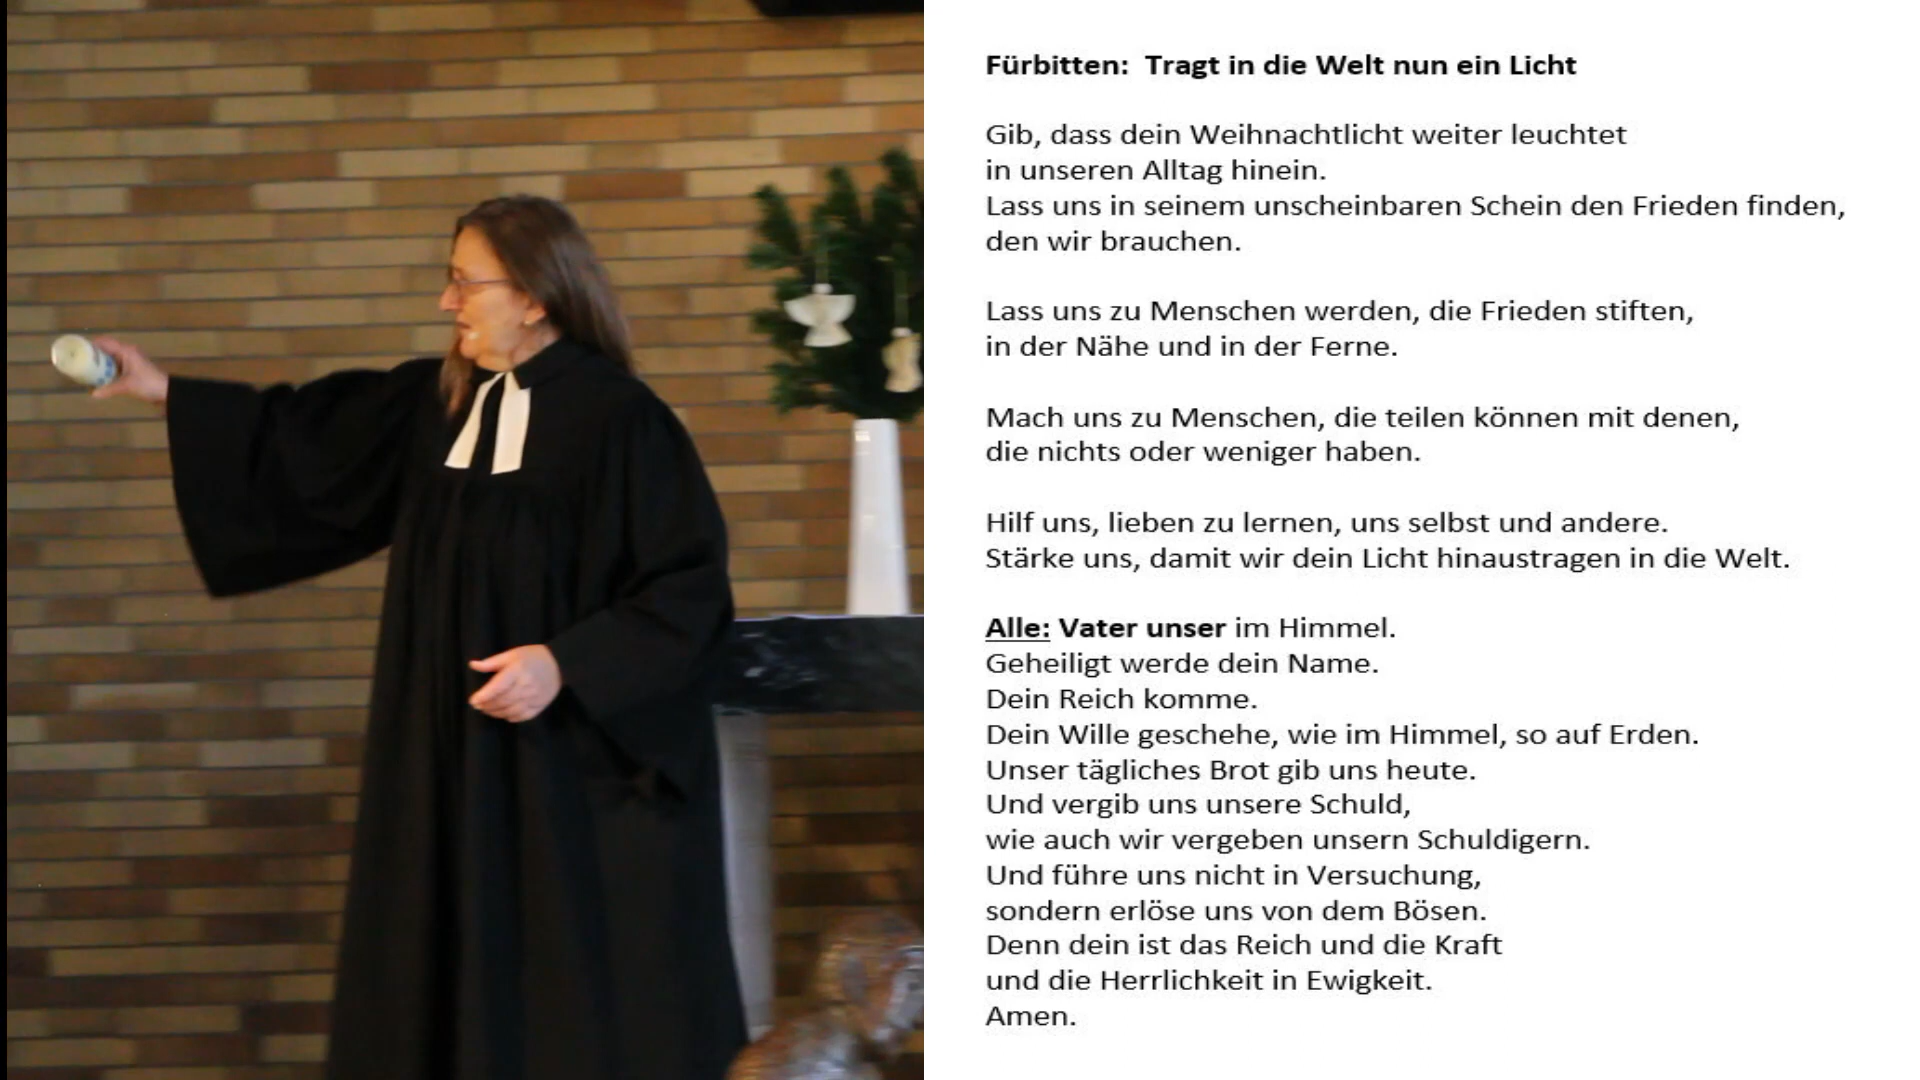 Fürbitten:  Tragt in die Welt nun ein Licht
Gib, dass dein Weihnachtlicht weiter leuchtet
in unseren Alltag hinein.
Lass uns in seinem unscheinbaren Schein den Frieden finden,
den wir brauchen.
Lass uns zu Menschen werden, die Frieden stiften,
in der Nähe und in der Ferne.
Mach uns zu Menschen, die teilen können mit denen,
die nichts oder weniger haben.
Hilf uns, lieben zu lernen, uns selbst und andere.
Stärke uns, damit wir dein Licht hinaustragen in die Welt.
Alle: Vater unser im Himmel.
Geheiligt werde dein Name.
Dein Reich komme.
Dein Wille geschehe, wie im Himmel, so auf Erden.
Unser tägliches Brot gib uns heute.
Und vergib uns unsere Schuld,
wie auch wir vergeben unsern Schuldigern.
Und führe uns nicht in Versuchung,
sondern erlöse uns von dem Bösen.
Denn dein ist das Reich und die Kraft
und die Herrlichkeit in Ewigkeit.
Amen.